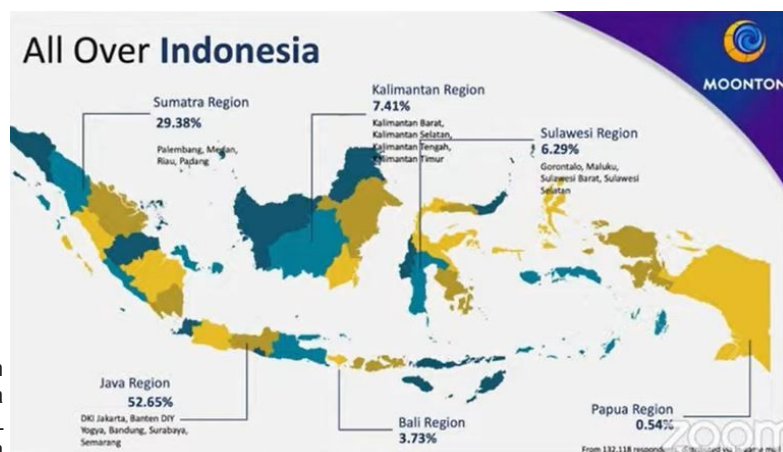 All Over Indonesia
MOONTON
Sumatra Region
29.38%
Palembang, Medan,
Riau, Padang
Kalimantan Region
7.41%
Kalimantan Barat,
Kalimantan Selatan,
Kalimantan Tengah,
Kalimantan Timur
Sulawesi Region
6.29%
Gorontalo, Maluku,
Sulawesi Barat, Sulawesi
Selatan
Java Region
52.65%
DKI Jakarta, Banten DIY
Yogya, Bandung, Surabaya,
Semarang
Bali Region
3.73%
Papua Region
0.54%
zoom
From 132.118